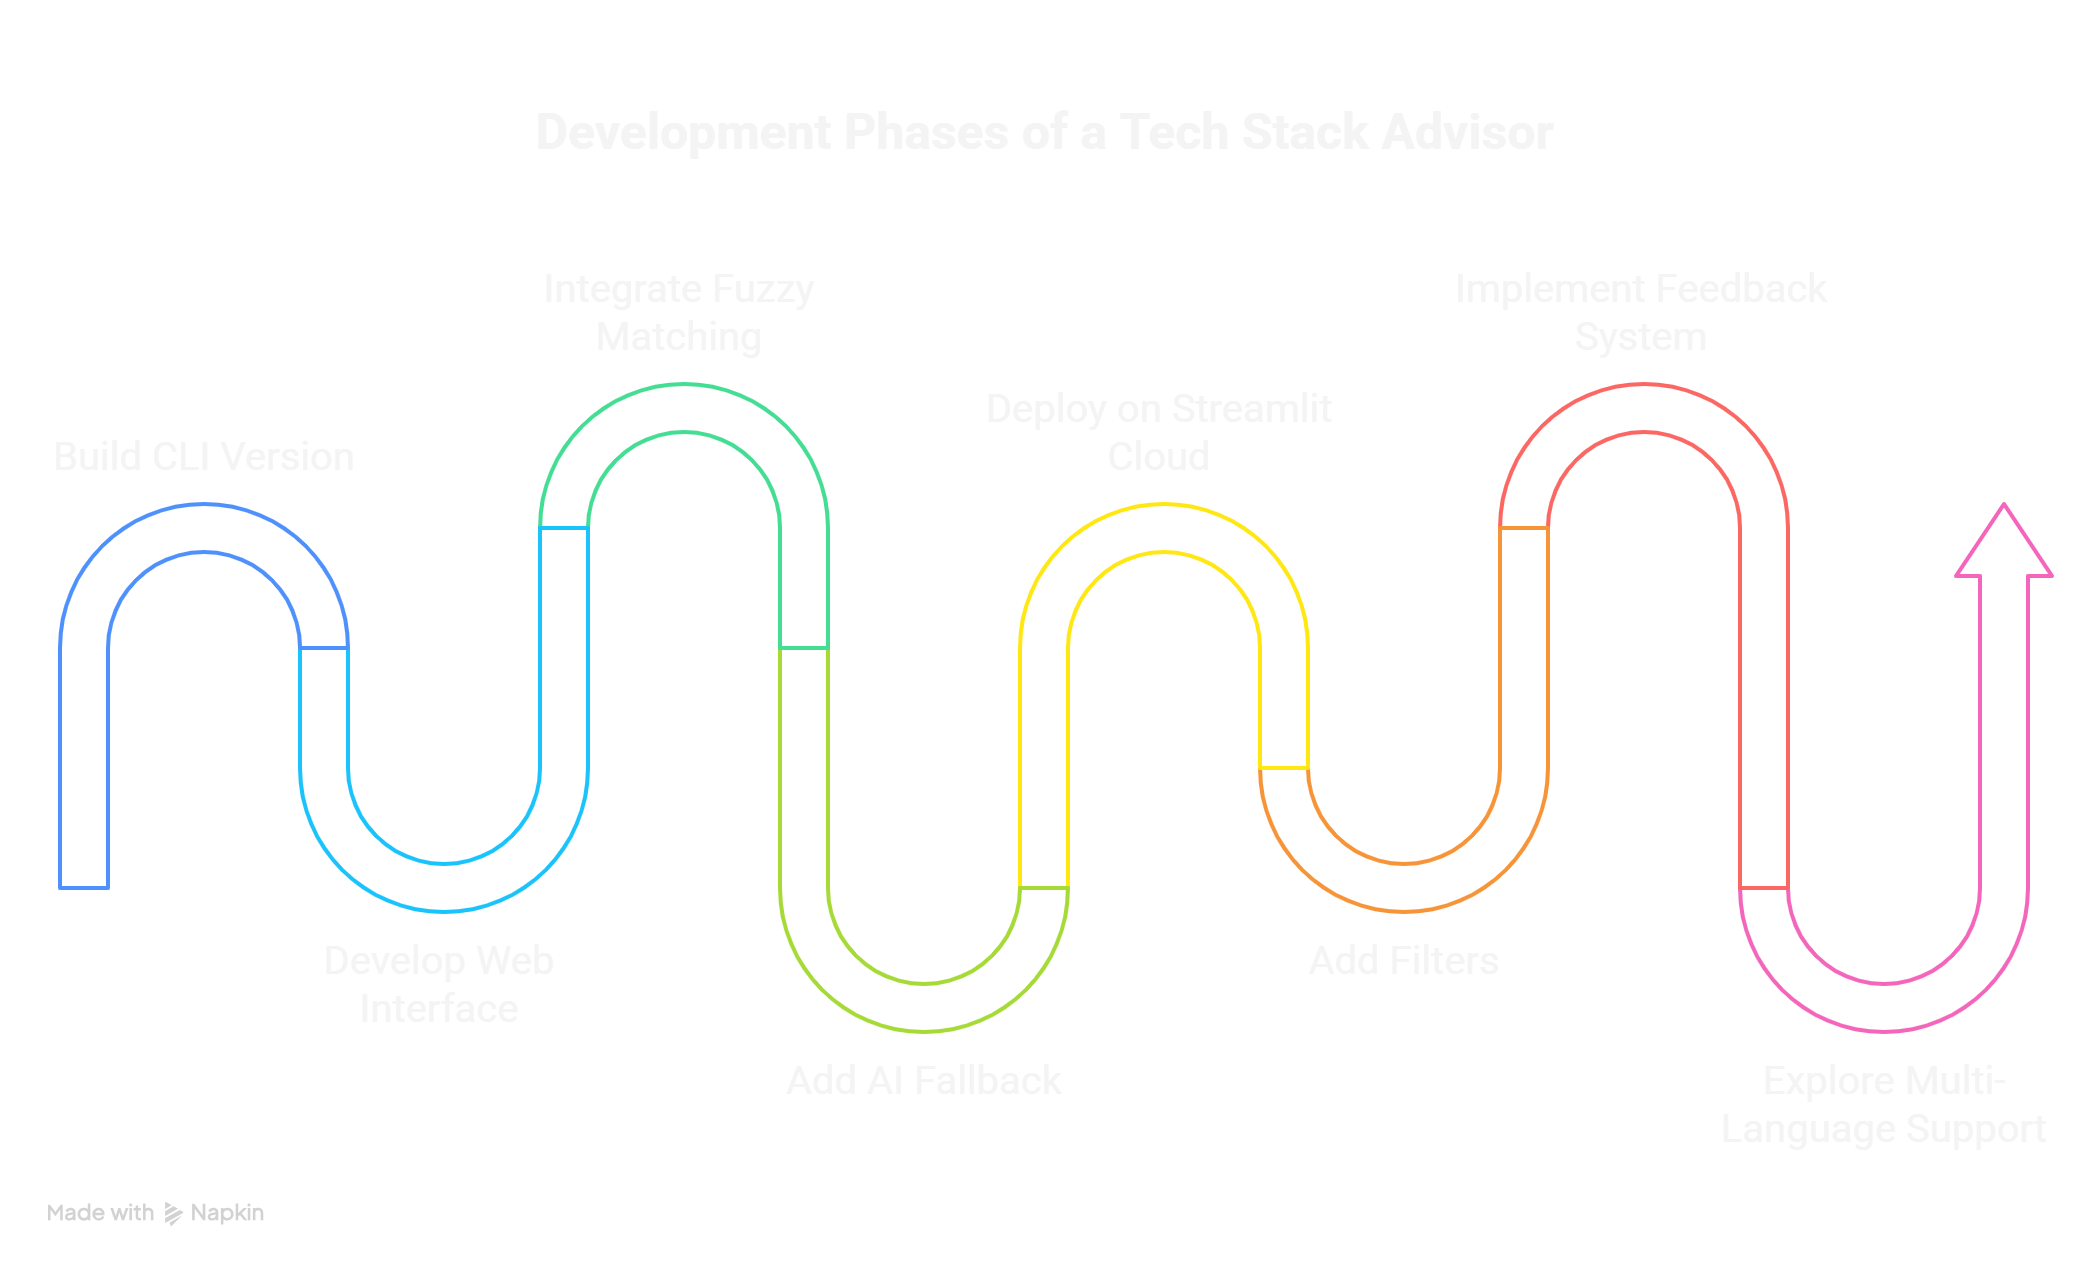 Development Phases of a Tech Stack Advisor
Build CLI Version
Develop Web
Interface
Integrate Fuzzy
Matching
Add AI Fallback
Deploy on Streamlit
Cloud
Add Filters
Implement Feedback
System
Explore Multi-
Language Support
Made with Napkin